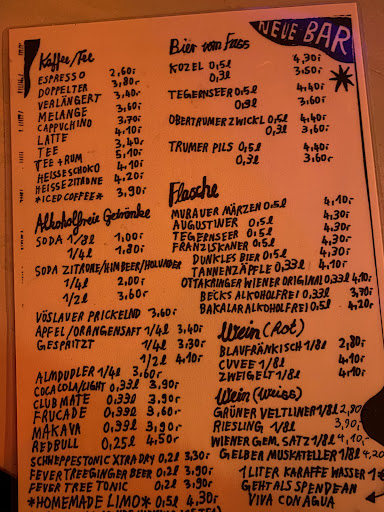 NEUE BAR
Kaffee/Tee
ESPRESSO 2,60.-
DOPPELTER 3,80.-
VERLÄNGERT 3,40.-
MELANGE 3,60.-
CAPPUCHINO 3,70.-
LATTE 4,10.-
TEE
TEE+RUM 5,10.-
HEISSESCHOKO 4,10.-
HEISSE ZITRONE 4,20.-
*ICED COFFEE* 3,90.-
Alkoholfreie Getränke
SODA 1/8l 1,00.-
1/4l 1,80.-
SODA ZITRONE/HIMBEER/HOLUNDER
1/4l 2,00
1/2l 3,60.-
VÖSLAUER PRICKELND 3,60.-
APFEL/ORANGENSAFT 1/4l 3,40.-
GESPRITZT 1/4l 3,30.-
1/2l 4,10.-
ALMDUDLER 1/4l 3,60.-
COCA COLA/LIGHT 0,33l 3,90.-
CLUB MATE 0,33l 3,90.-
FRUCADE 0,33l 3,60.-
MAKAVA 0,33l 3,90.-
REDBULL 0,25l 4,50.-
SCHWEPPES TONIC XTRA DRY 0,2l 3,30.-
FEVERTREE GINGER BEER 0,2l 3,90.-
FEVER TREE TONIC 0,2l 3,90.-
*HOMEMADE LIMO* 0,5l 4,30.-
Bier vom Fass
KOZEL 0,5l 4,30.-
0,3l 3,50.-
TEGERNSEER 0,5l 4,40.-
0,3l 3,60.-
OBERTRUMER ZWICKL 0,5l 4,40.-
0,3l 3,60.-
TRUMER PILS 0,5l 4,40.-
0,3l 3,60.-
Flasche
MURAUER MÄRZEN 0,5l 4,10.-
AUGUSTINER 0,5l 4,30.-
TEGERNSEER 0,5l 4,30.-
FRANZISKANER 0,5l 4,30.-
DUNKLES BIER 0,5l 4,30.-
TANNENZÄPFLE 0,33l 4,10.-
OTTAKRINGER WIENER ORIGINAL 0,33l 4,10.-
BECKS ALKOHOLFREI 0,33l 3,70.-
BAKALAR ALKOHOLFREI 0,5l 4,20.-
Wein (Rot)
BLAUFRÄNKISCH 1/8l 2,80.-
CUVEE 1/8l 4,10.-
ZWEIGELT 1/8l 4,10.-
Wein (Weiss)
GRÜNER VELTLINER 1/8l 2,80
RIESLING 1/8l 3,90.-
WIENER GEM. SATZ 1/8l 4,10.-
GELBER MUSKATELLER 1/8l 4,20
1 LITER KARAFFE WASSER 1€
GEHT ALS SPENDE AN
VIVA CON AGUA